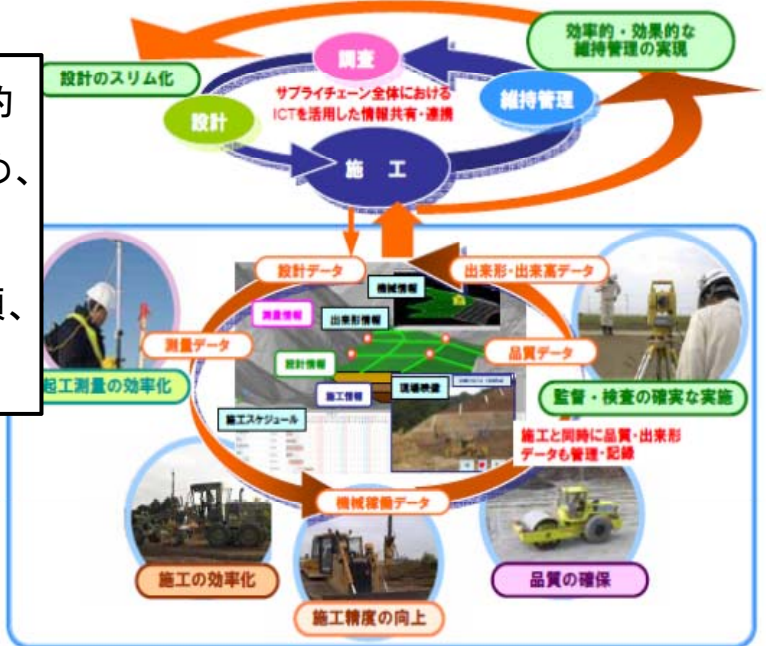 効率的・効果的な
維持管理の実現
調査
設計のスリム化
サプライチェーン全体における
ICTを活用した情報共有・連携
維持管理
設計
的
の、
施 工
設計データ
出来形・出来高データ
機械情報
測量情報
出来形情報
測量データ
品質データ
設計情報
起工測量の効率化
施工情報
現場映像
監督・検査の確実な実施
施工スケジュール
施工と同時に品質・出来形
データも管理・記録
機械稼働データ
施工の効率化
品質の確保
施工精度の向上